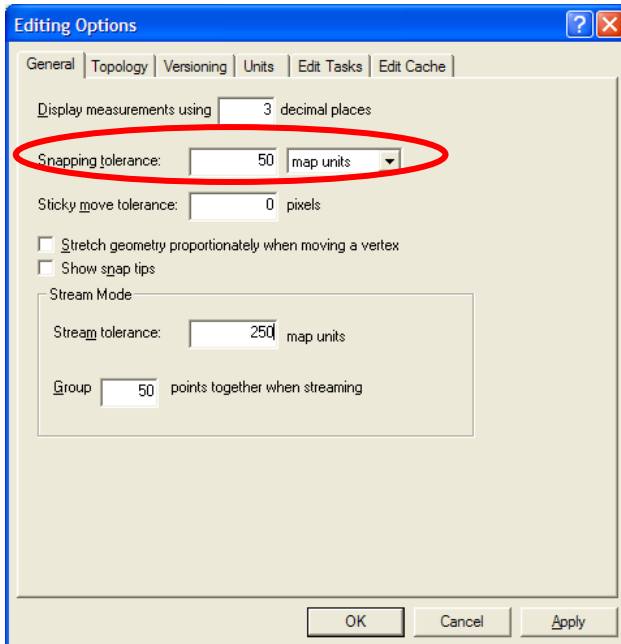 Editing Options
General Topology Versioning Units Edit Tasks Edit Cache
Display measurements using 3 decimal places
Snapping tolerance: 50 map units
Sticky move tolerance: 0 pixels
Stretch geometry proportionately when moving a vertex
Show snap tips
Stream Mode
Stream tolerance: 250 map units
Group 50 points together when streaming
OK Cancel Apply